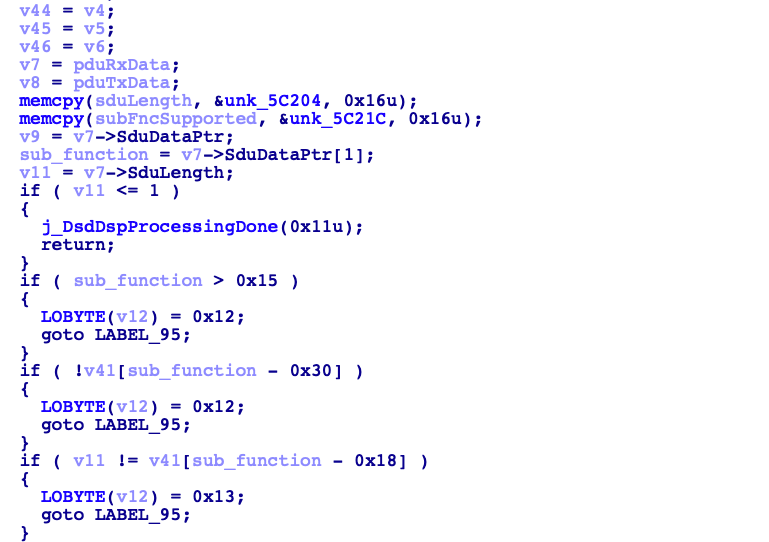 v44 = v4;
v45 = v5;
v46 = v6;
v7 = pduRxData;
v8 = pduTxData;
memcpy(sduLength, &unk_5C204, 0x16u);
memcpy(subFncSupported, &unk_5C21C, 0x16u);
v9 = v7->SduDataPtr;
sub_function = v7->SduDataPtr[1];
v11 = v7->SduLength;
if ( v11 <= 1 )
{
j_DsdDspProcessingDone(0x11u);
return;
}
if ( sub_function > 0x15 )
{
LOBYTE(v12) = 0x12;
goto LABEL_95;
}
if ( !v41[sub_function - 0x30] )
{
LOBYTE(v12) = 0x12;
goto LABEL_95;
}
if ( v11 != v41[sub_function - 0x18] )
{
LOBYTE(v12) = 0x13;
goto LABEL_95;
}